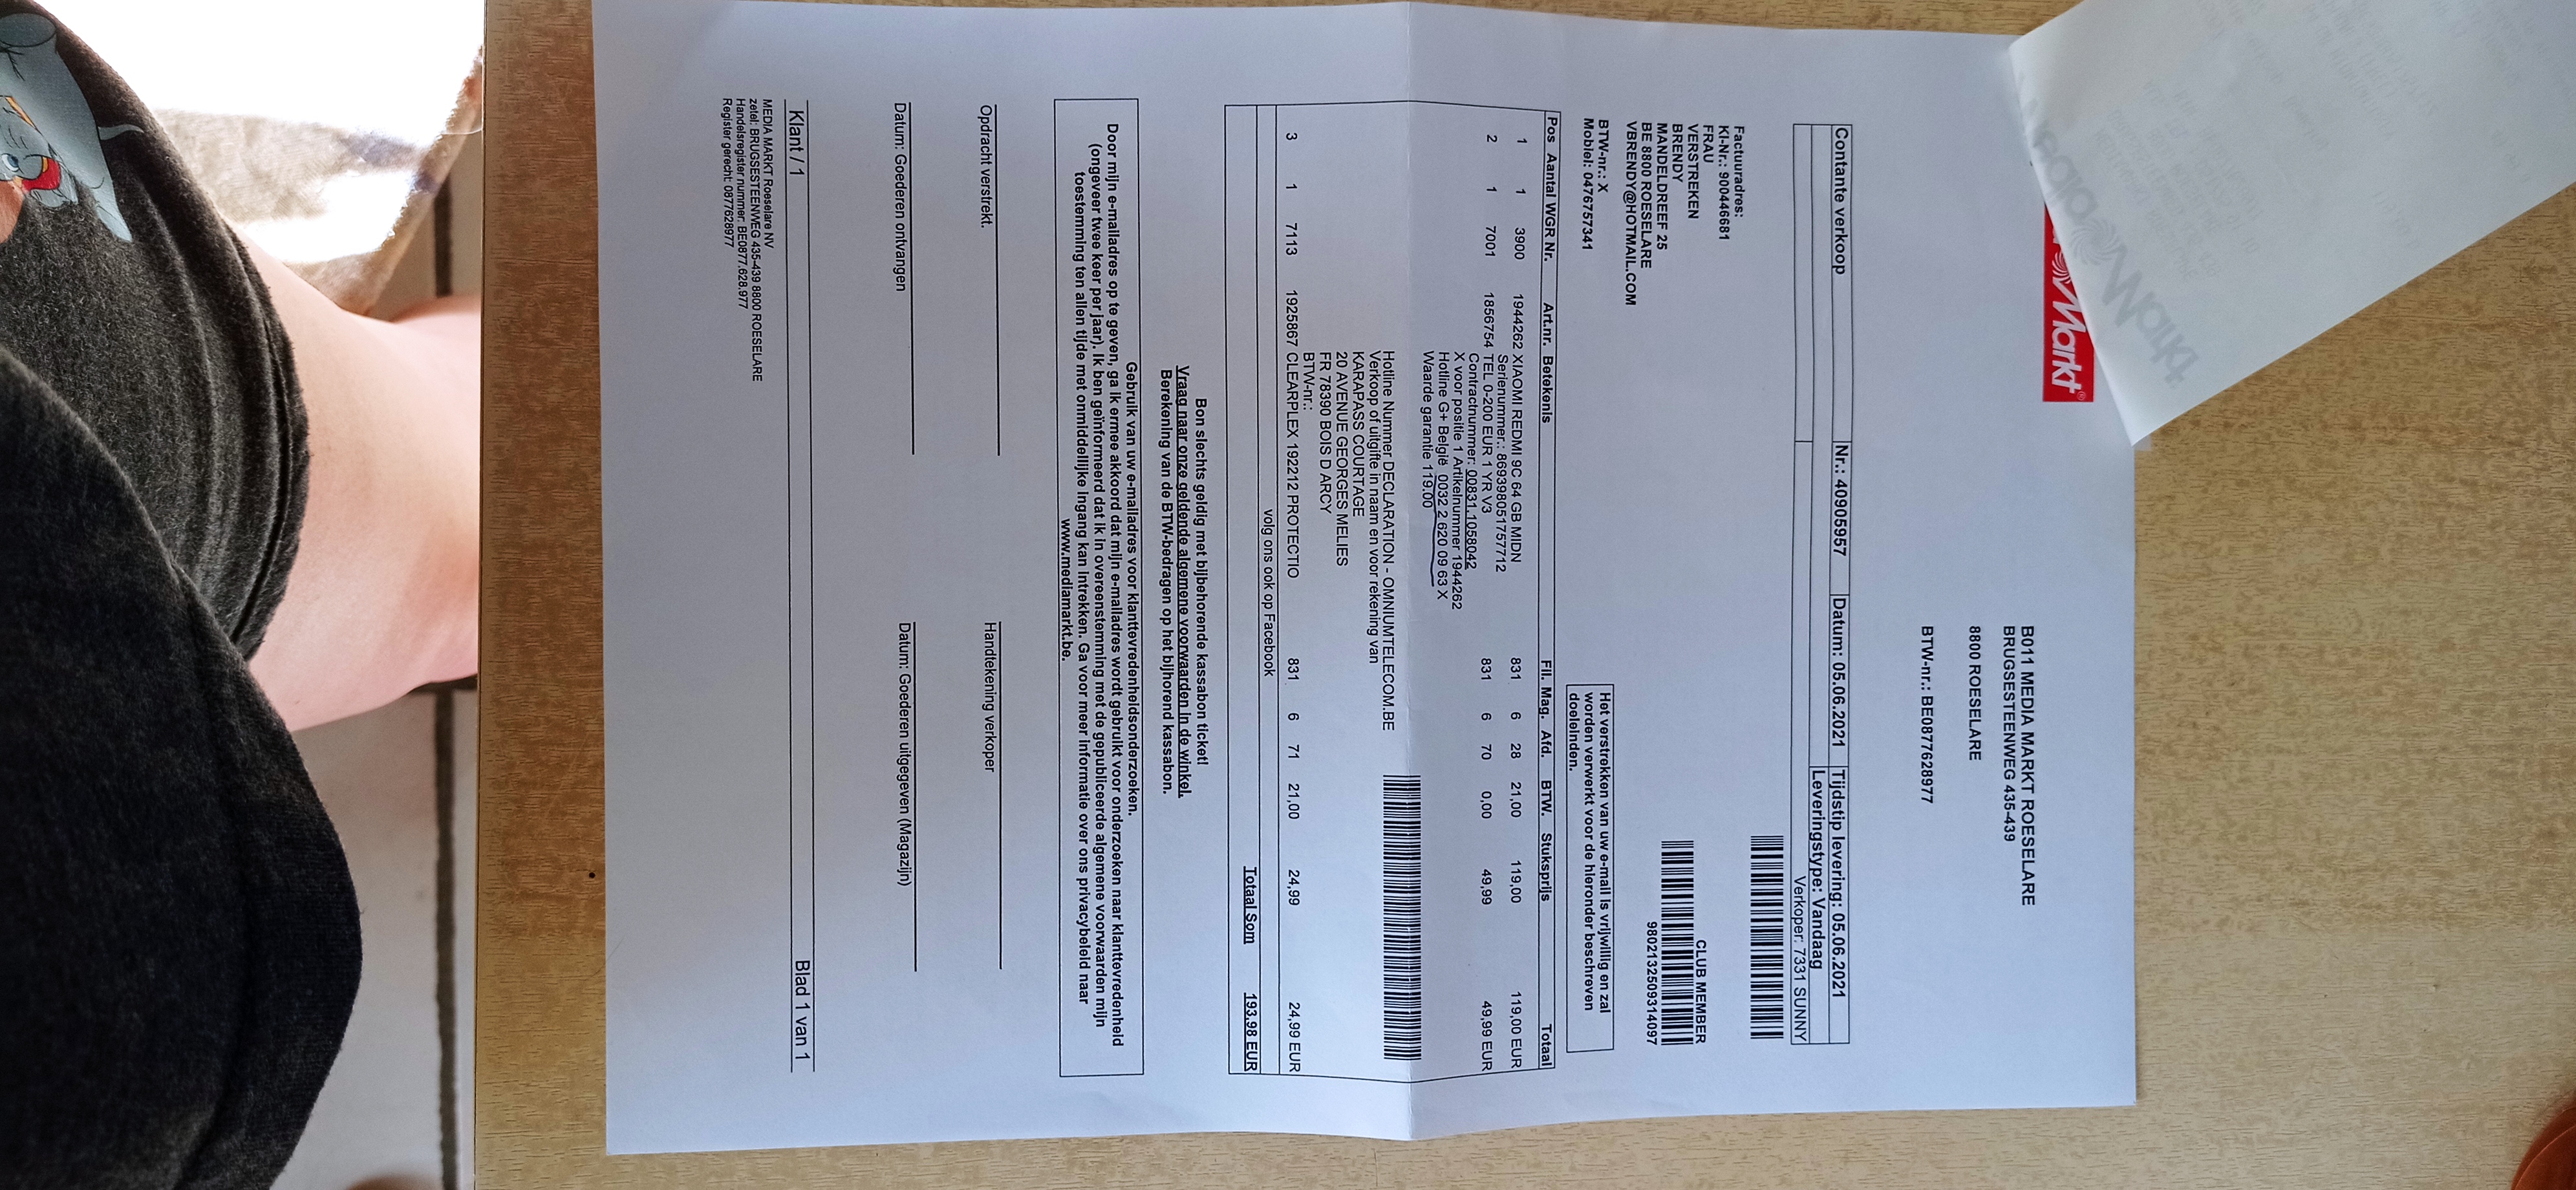 Markt®
B011 MEDIA MARKT ROESELARE
BRUGSESTEENWEG 435-439
8800 ROESELARE
BTW-nr.: BE0877628977
Contante verkoop Nr.: 40905957 Datum: 05.06.2021 Tijdstip levering: 05.06.2021
Leveringstype: Vandaag
Verkoper: 7331 SUNNY
Factuuradres:
Kl-Nr.: 900446681
FRAU
VERSTREKEN
BRENDY
MANDELDREEF 25
BE 8800 ROESELARE
VBRENDY@HOTMAIL.COM
CLUB MEMBER
9802132509314097
BTW-nr.: X
Mobiel: 0476757341
Het verstrekken van uw e-mail is vrijwillig en zal
worden verwerkt voor de hieronder beschreven
doeleinden.
Pos Aantal WGR Nr. Art.nr. Betekenis Fil. Mag. Afd. BTW. Stuksprijs Totaal
1 1 3900 1944262 XIAOMI REDMI 9C 64 GB MIDN 831 6 28 21,00 119,00 119,00 EUR
Serienummer.: 869398051757712
2 1 7001 1856754 TEL 0-200 EUR 1 YR V3 831 6 70 0,00 49,99 49,99 EUR
Contractnummer: 00831.1058042
X voor positie 1 Artikelnummer 1944262
Hotline G+ België 0032 2 620 09 63 X
Waarde garantie 119.00
Hotline Nummer DECLARATION - OMNIUMTELECOM.BE
Verkoop of uitgifte in naam en voor rekening van
KARAPASS COURTAGE
20 AVENUE GEORGES MELIES
FR 78390 BOIS D ARCY
BTW-nr.:
3 1 7113 1925867 CLEARPLEX 192212 PROTECTIO 831 6 71 21,00 24,99 24,99 EUR
volg ons ook op Facebook
Totaal Som 193.98 EUR
Bon slechts geldig met bijbehorende kassabon ticket!
Vraag naar onze geldende algemene voorwaarden in de winkel.
Berekening van de BTW-bedragen op het bijhorend kassabon.
Gebruik van uw e-mailadres voor klanttevredenheidsonderzoeken.
Door mijn e-mailadres op te geven, ga ik ermee akkoord dat mijn e-mailadres wordt gebruikt voor onderzoeken naar klanttevredenheid
(ongeveer twee keer per jaar). Ik ben geïnformeerd dat ik in overeenstemming met de gepubliceerde algemene voorwaarden mijn
toestemming ten allen tijde met onmiddellijke ingang kan intrekken. Ga voor meer informatie over ons privacybeleid naar
www.mediamarkt.be.
Opdracht verstrekt. Handtekening verkoper
Datum: Goederen ontvangen Datum: Goederen uitgegeven (Magazijn)
Klant / 1 Blad 1 van 1
MEDIA MARKT Roeselare NV
zetel: BRUGSESTEENWEG 435-439 8800 ROESELARE
Handelsregister nummer: BE0877.628.977
Register gerecht: 0877628977